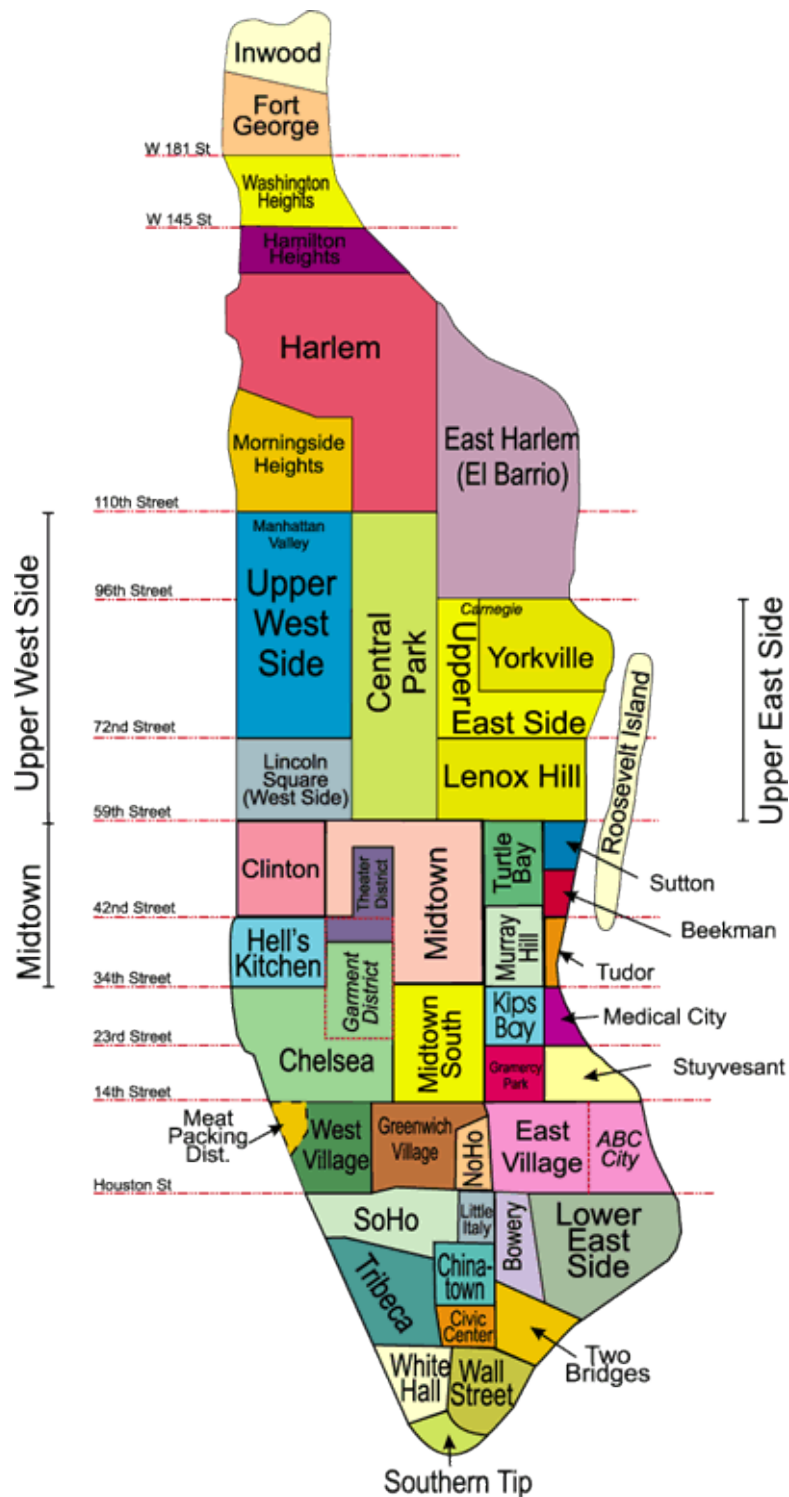 Inwood
Fort
George
W 181 St
Washington
Heights
W 145 St
Hamilton
Heights
Harlem
Morningside
Heights
East Harlem
(El Barrio)
110th Street
Manhattan
Valley
Upper
West
Side
Central
Park
Upper West Side
96th Street
Carnegie
Upper
East Side
Yorkville
Upper East Side
Roosevelt Island
72nd Street
Lincoln
Square
(West Side)
Lenox Hill
59th Street
Midtown
Clinton
Theater
District
Midtown
Turtle
Bay
Sutton
42nd Street
Beekman
Hell's
Kitchen
Garment
District
Murray
Hill
Tudor
34th Street
Kips
Bay
Medical City
23rd Street
Chelsea
Midtown
South
Gramercy
Park
Stuyvesant
14th Street
Meat
Packing
Dist.
West
Village
Greenwich
Village
NoHo
East
Village
ABC
City
Houston St
SoHo
Little
Italy
Bowery
Lower
East
Side
Tribeca
China-
town
Civic
Center
Two
Bridges
White
Hall
Wall
Street
Southern Tip